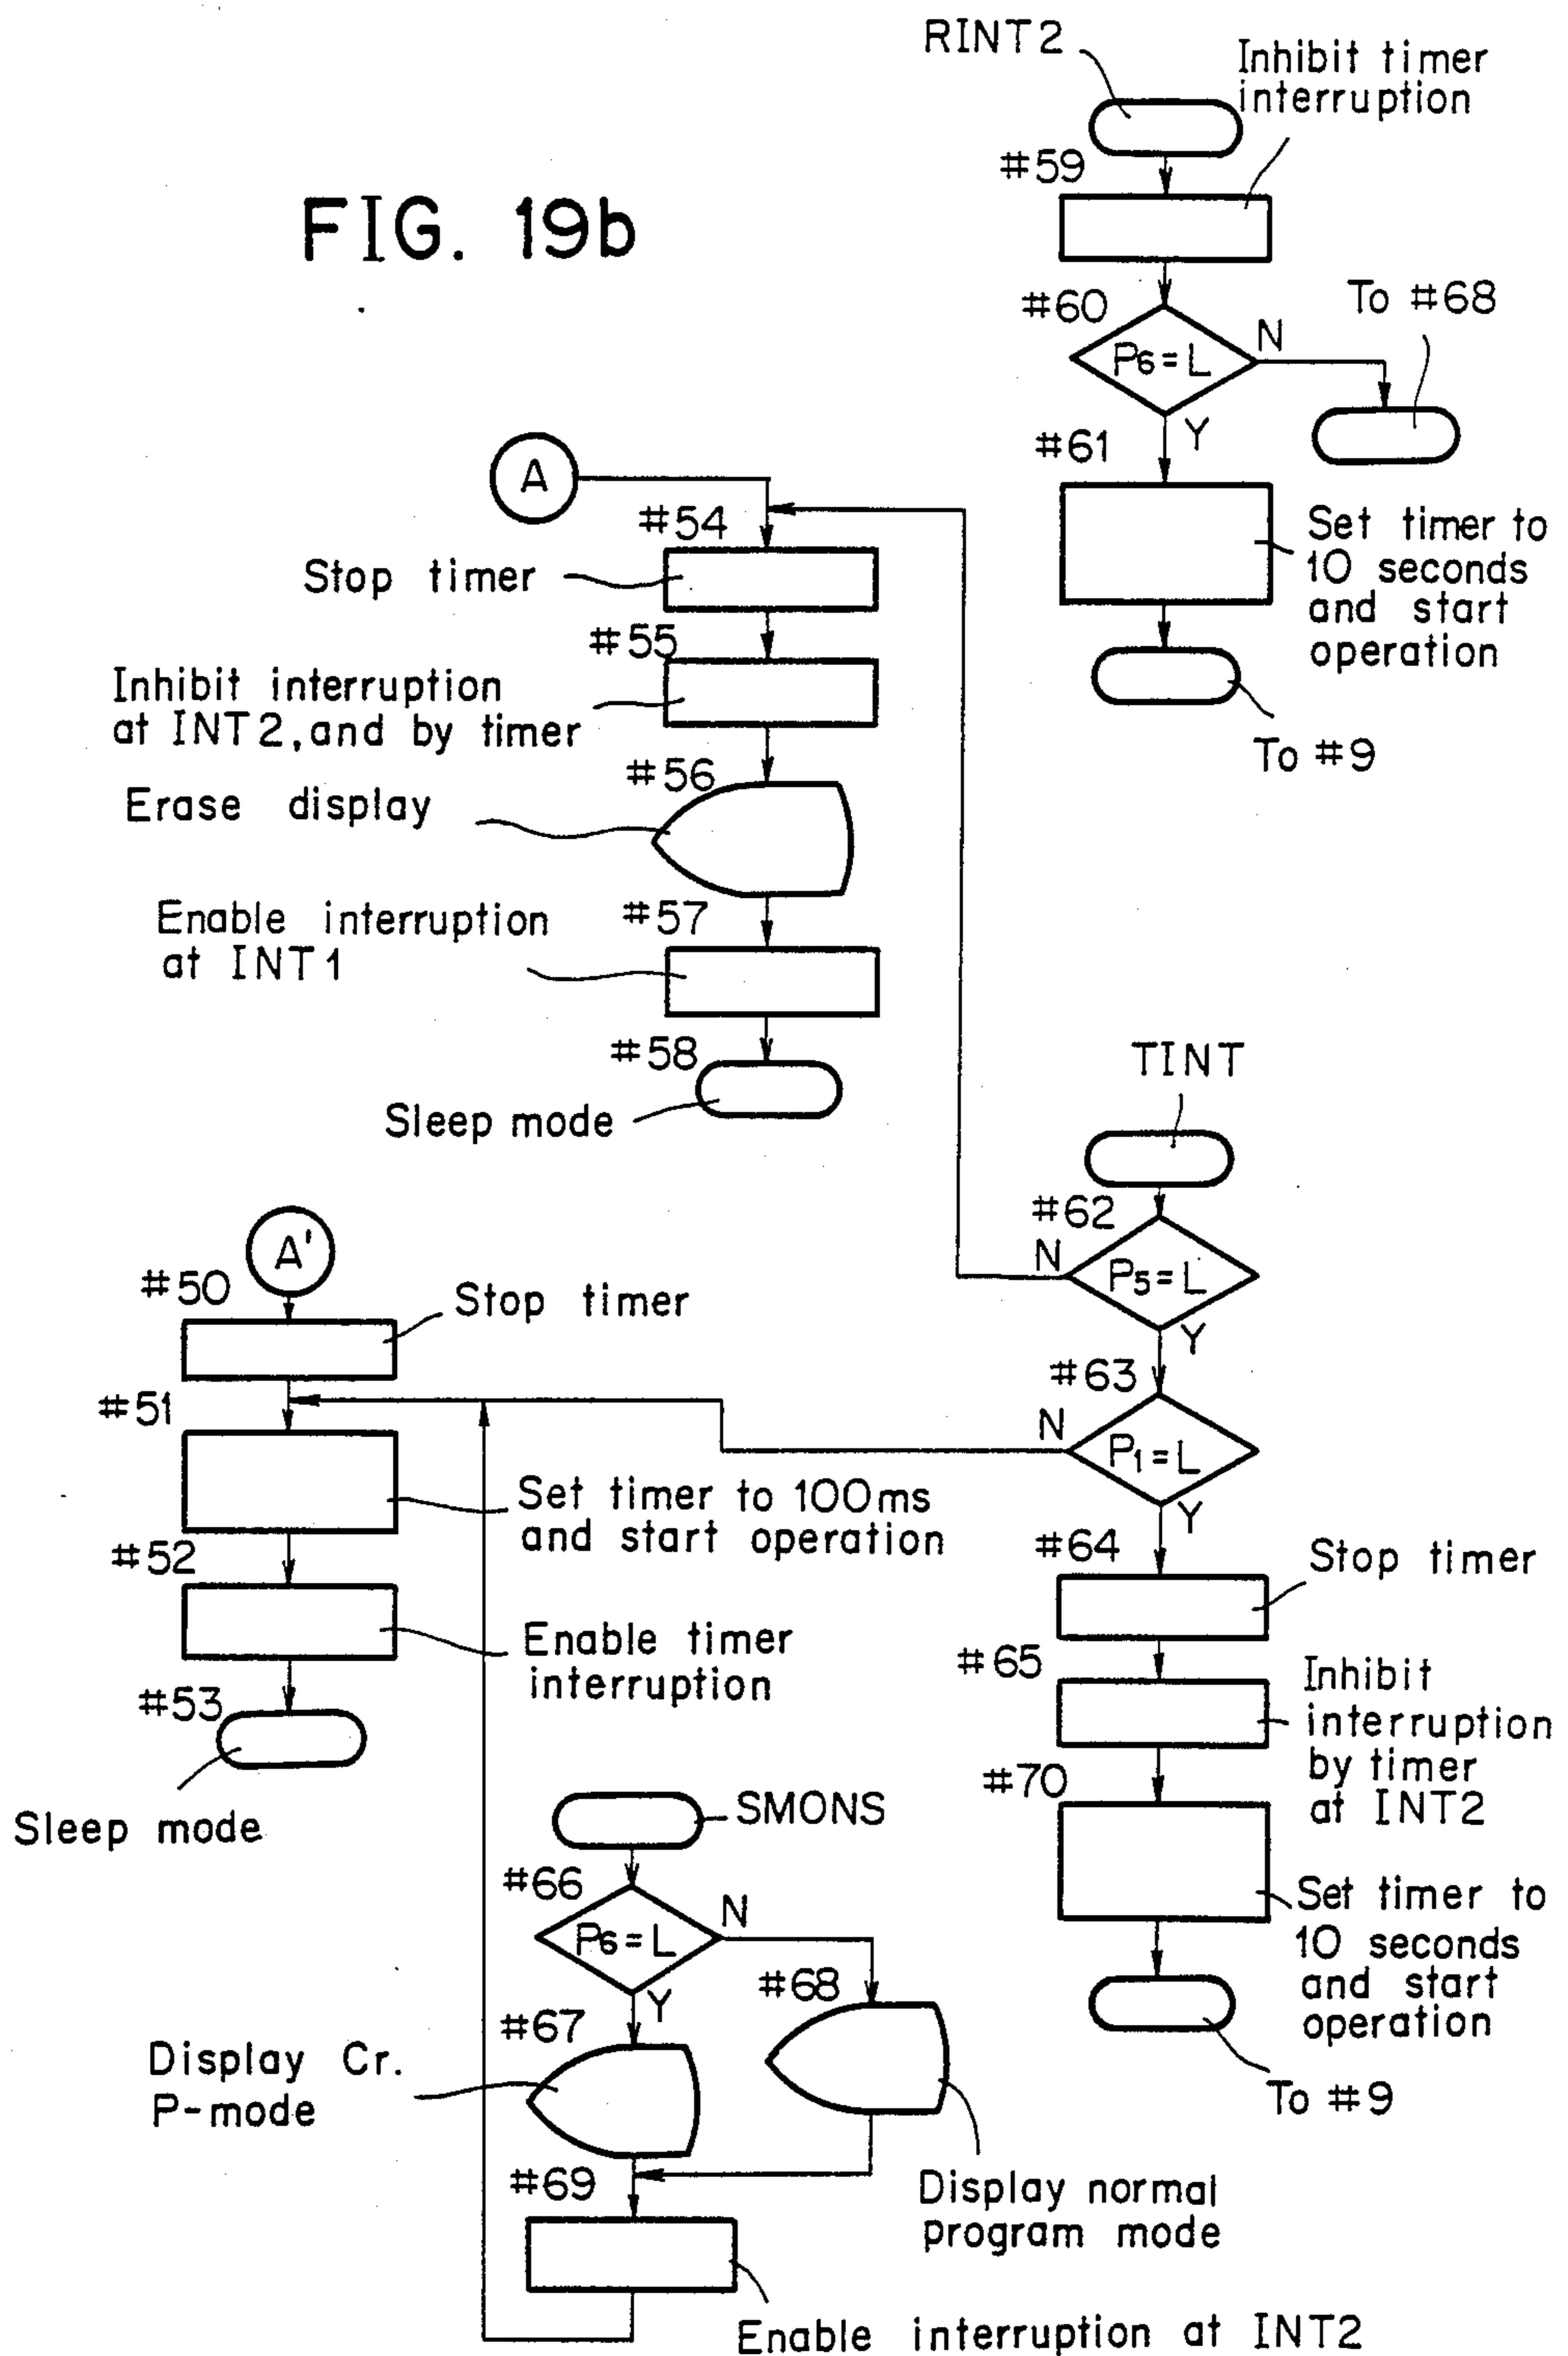 RINT2
Inhibit timer
interruption
#59
FIG. 19b
#60
P6=L
N
To #68
Y
#61
Set timer to
10 seconds
and start
operation
To #9
A
#54
Stop timer
#55
Inhibit interruption
at INT2,and by timer
#56
Erase display
#57
Enable interruption
at INT1
#58
Sleep mode
TINT
#62
P5=L
N
Y
#63
P1=L
N
Y
#64
Stop timer
#65
Inhibit
interruption
by timer
at INT2
#70
Set timer to
10 seconds
and start
operation
To #9
A'
#50
Stop timer
#51
Set timer to 100ms
and start operation
#52
Enable timer
interruption
#53
Sleep mode
SMONS
#66
P6=L
N
Y
#68
#67
Display Cr.
P-mode
#69
Display normal
program mode
Enable interruption at INT2